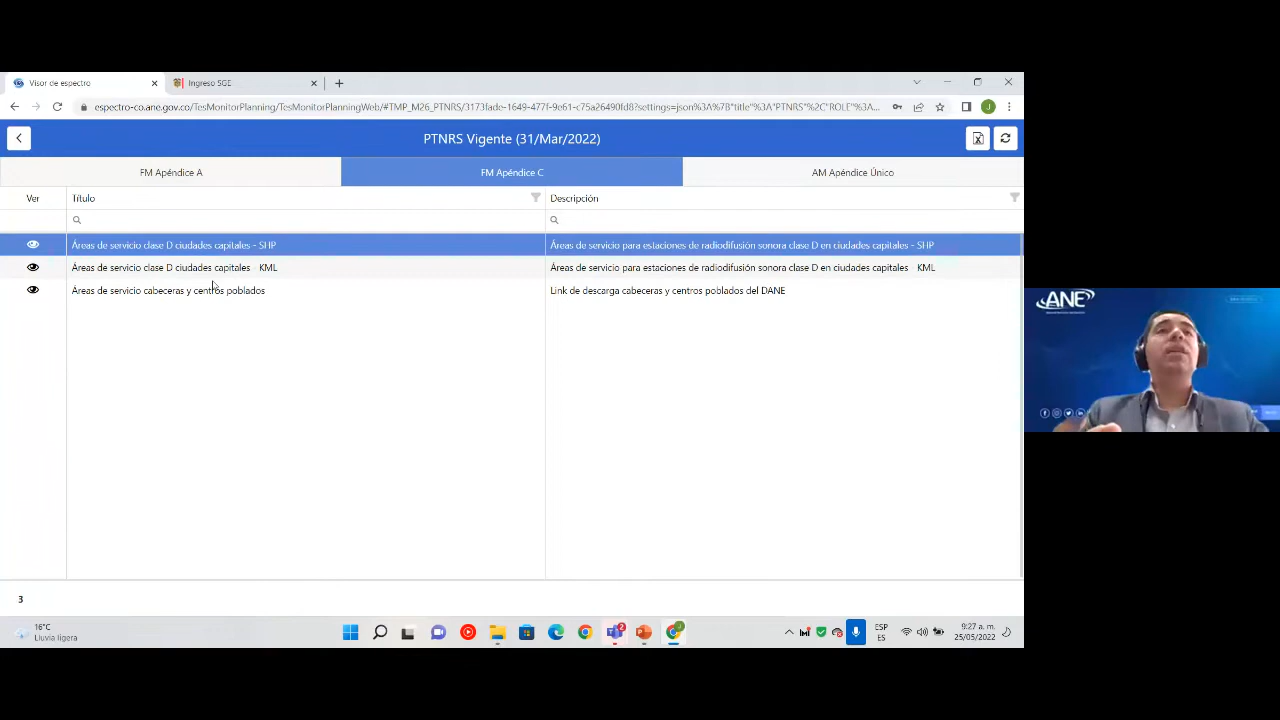 Visor de espectro
Ingreso SGE
espectro-co.ane.gov.co/TesMonitorPlanning/TesMonitorPlanningWeb/#TMP_M26_PTNRS/3173fade-1649-477f-9e61-c75a26490fd8?settings=json%3A%7B"title"%3A"PTNRS"%2C"ROLE"%3A...
J
PTNRS Vigente (31/Mar/2022)
FM Apéndice A
FM Apéndice C
AM Apéndice Único
Ver
Título
Descripción
Áreas de servicio clase D ciudades capitales - SHP
Áreas de servicio para estaciones de radiodifusión sonora clase D en ciudades capitales - SHP
Áreas de servicio clase D ciudades capitales KML
Áreas de servicio para estaciones de radiodifusión sonora clase D en ciudades capitales KML
Áreas de servicio cabeceras y centros poblados
Link de descarga cabeceras y centros poblados del DANE
ANE
3
16°C
Lluvia ligera
2
ESP
ES
9:27 a. m.
25/05/2022